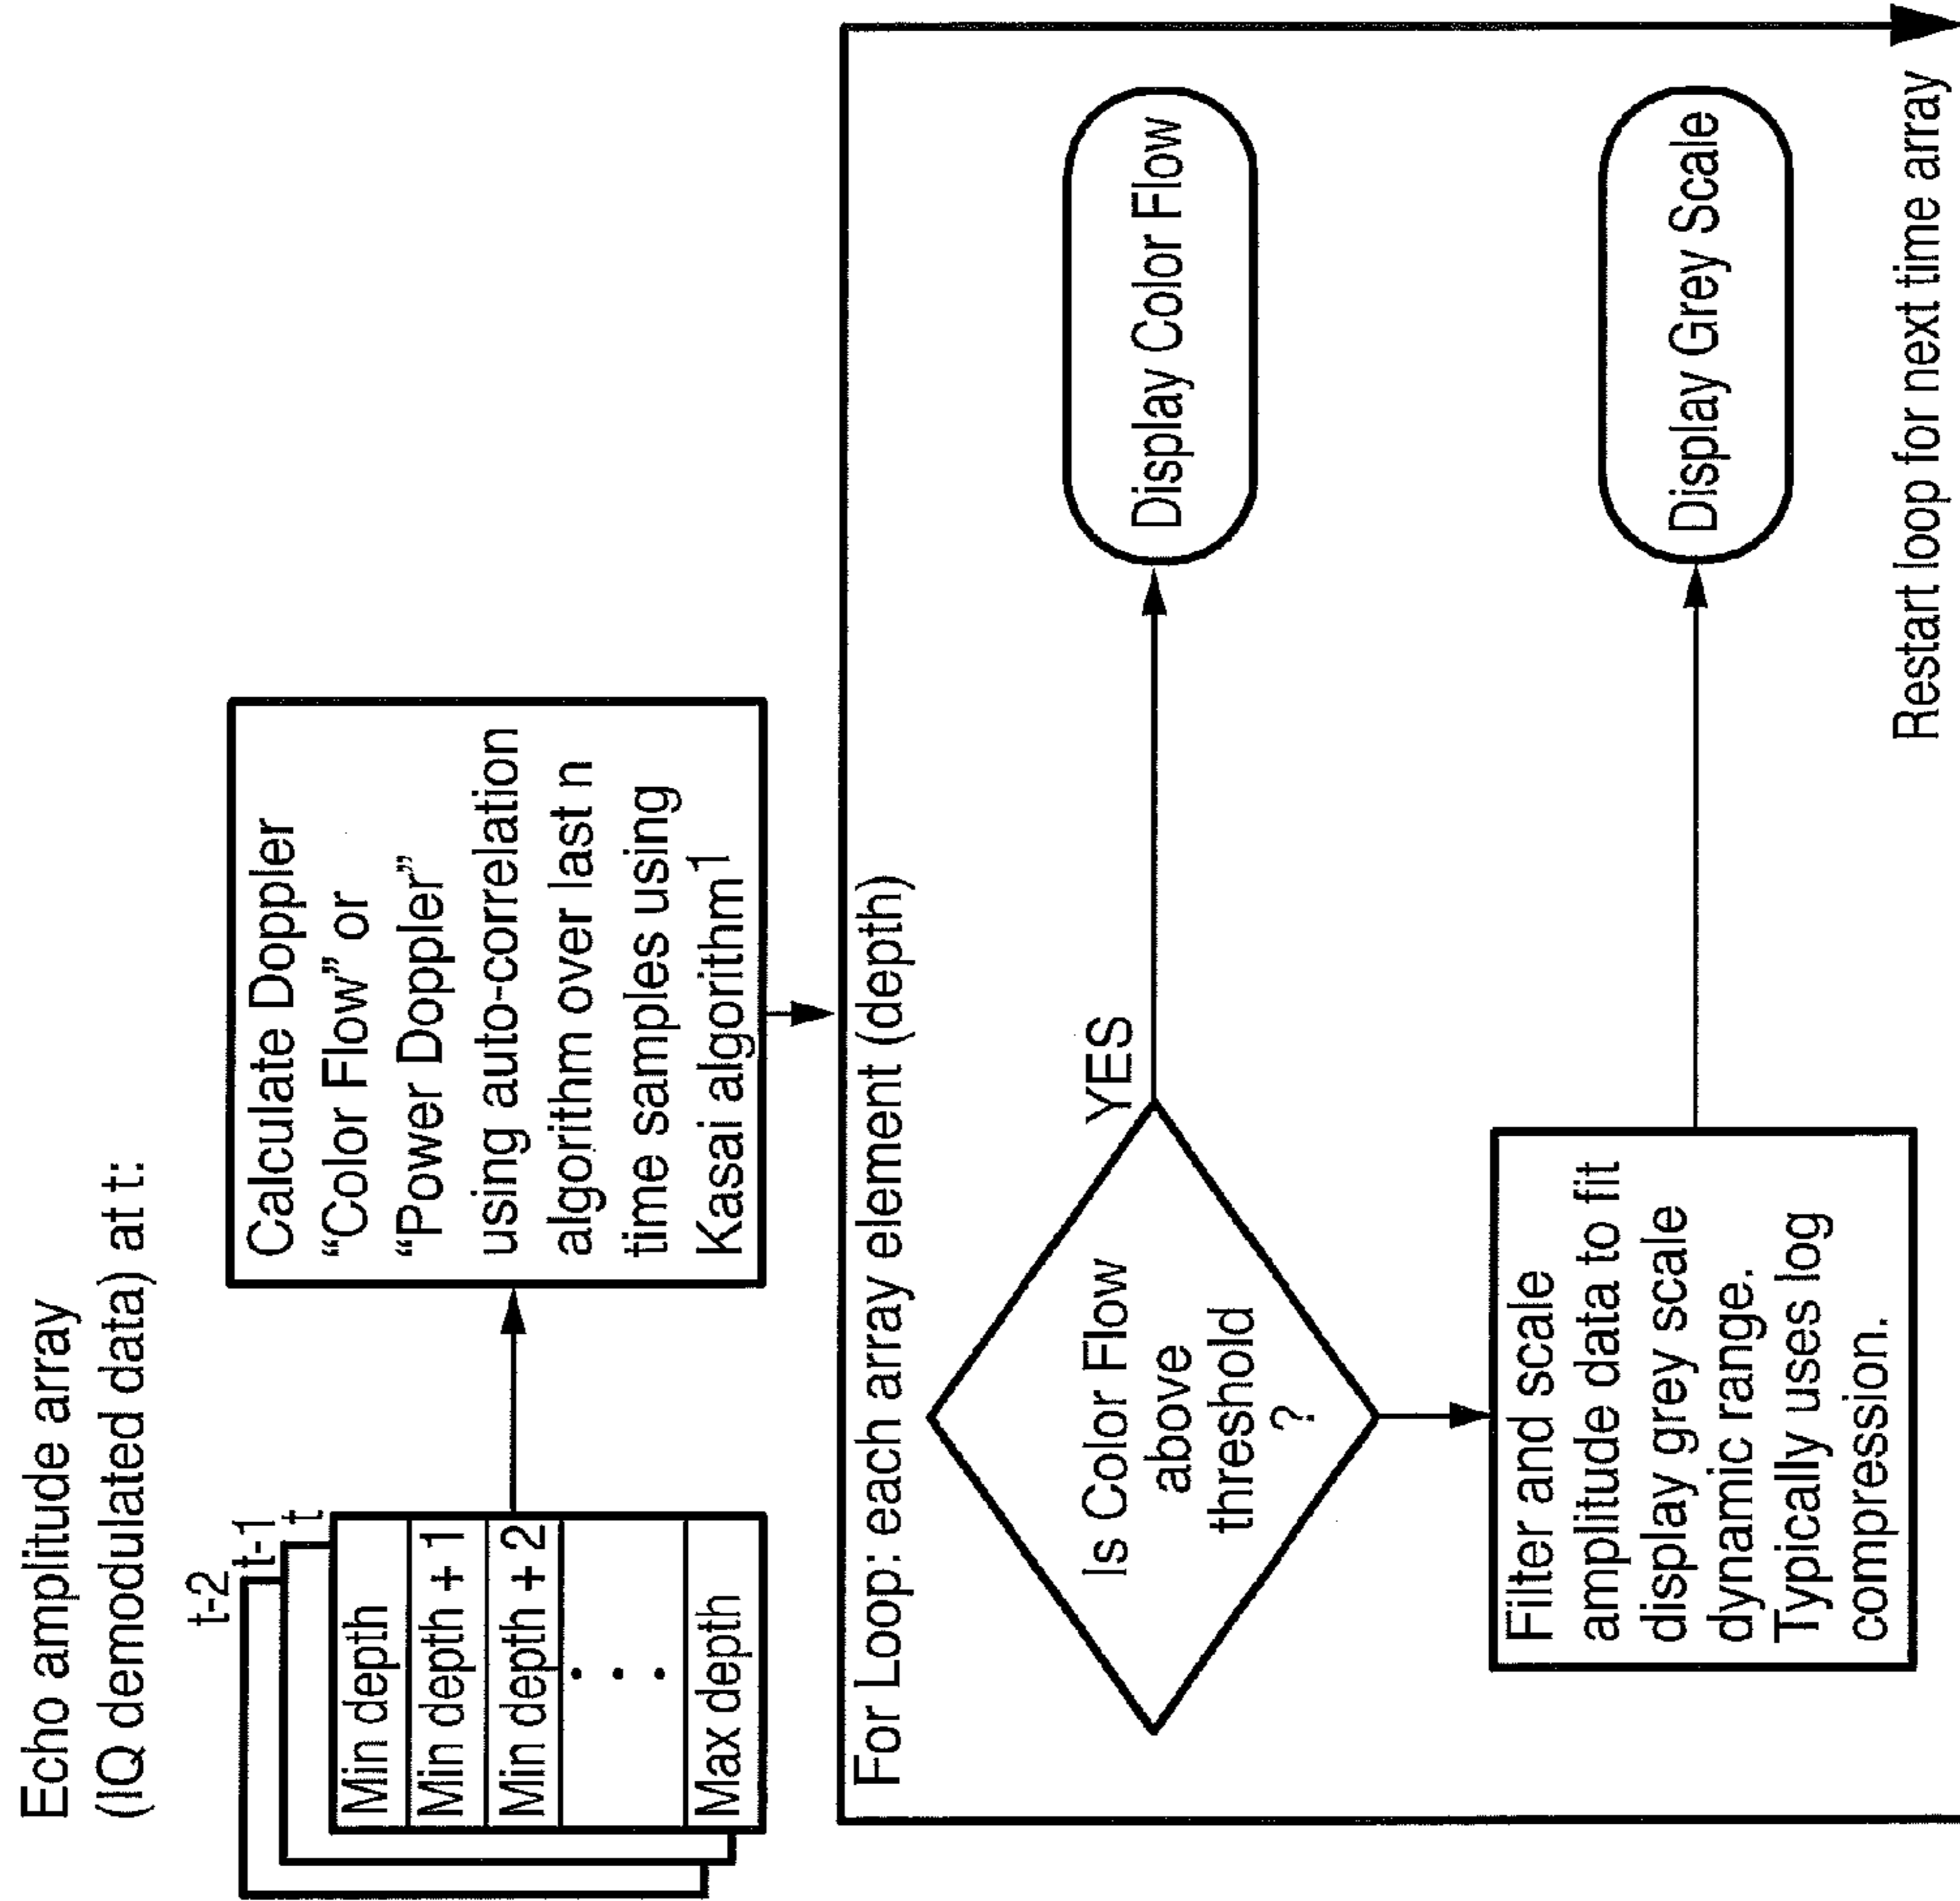 Echo amplitude array
(IQ demodulated data) at t:
t-2
t-1
t
Min depth
Min depth + 1
Min depth + 2
Max depth
Calculate Doppler
“Color Flow” or
“Power Doppler”
using auto-correlation
algorithm over last n
time samples using
Kasai algorithm1
For Loop: each array element (depth)
Is Color Flow
above
threshold
?
YES
Display Color Flow
Filter and scale
amplitude data to fit
display grey scale
dynamic range.
Typically uses log
compression.
Display Grey Scale
Restart loop for next time array